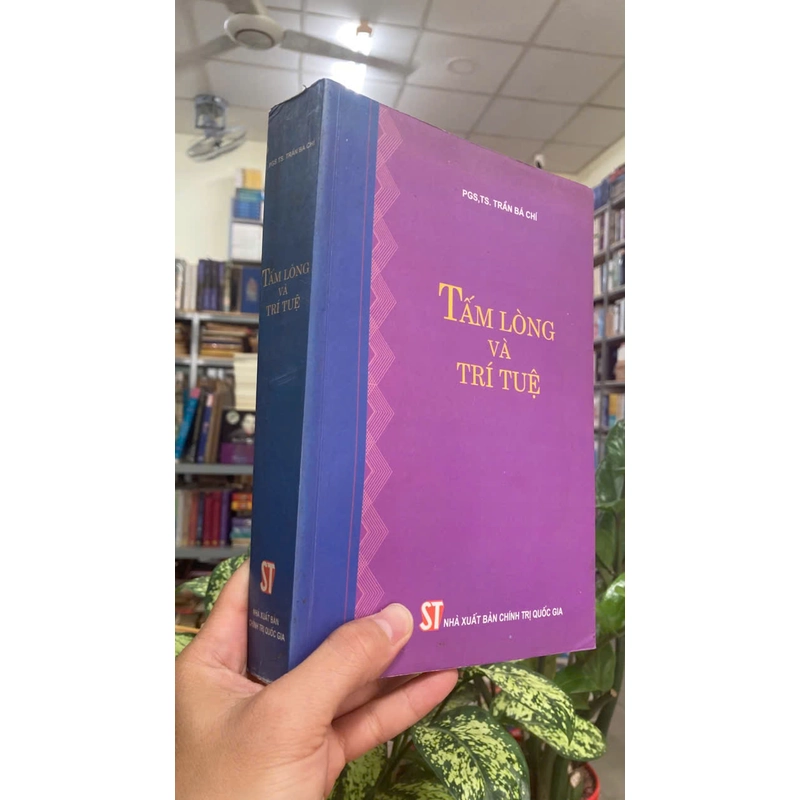 PGS, TS. TRẦN BÁ CHÍ
TẤM LÒNG
VÀ
TRÍ TUỆ
ST
NHÀ XUẤT BẢN
CHÍNH TRỊ QUỐC GIA
PGS,TS. TRẦN BÁ CHÍ
TẤM LÒNG
VÀ
TRÍ TUỆ
ST NHÀ XUẤT BẢN CHÍNH TRỊ QUỐC GIA